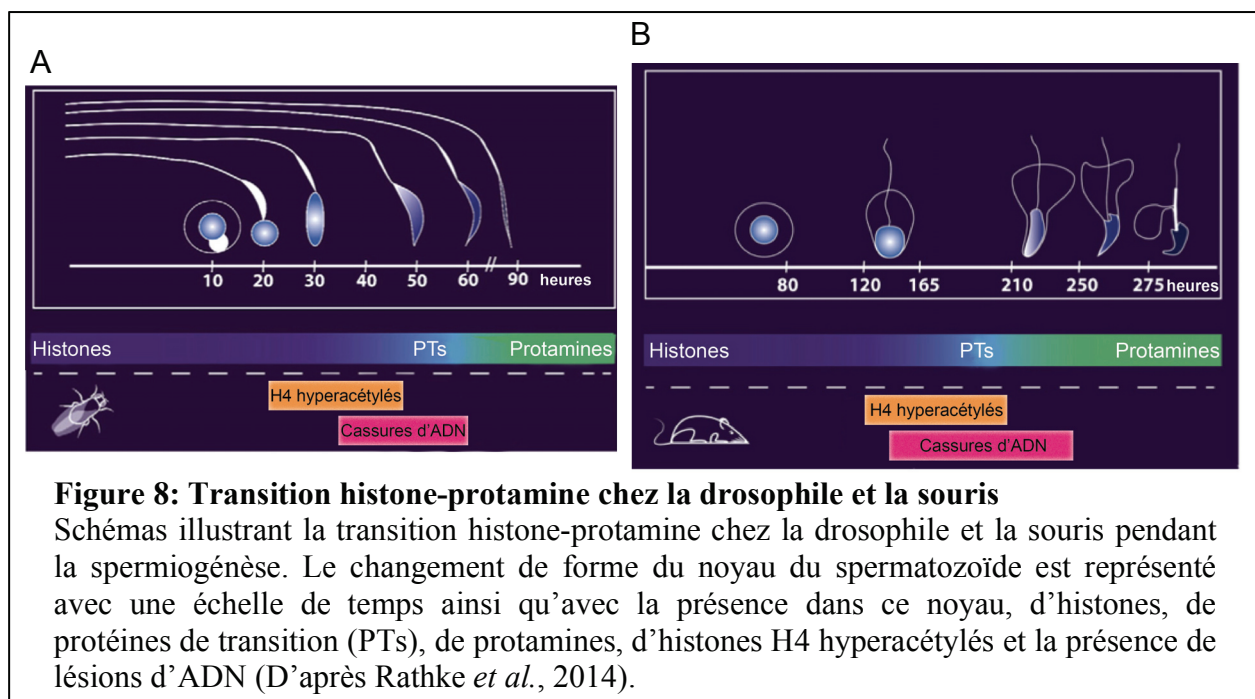 A
10 20 30 40 50 60 90 heures
Histones PTs Protamines
H4 hyperacétylés
Cassures d'ADN
B
80 120 165 210 250 275 heures
Histones PTs Protamines
H4 hyperacétylés
Cassures d'ADN
Figure 8: Transition histone-protamine chez la drosophile et la souris
Schémas illustrant la transition histone-protamine chez la drosophile et la souris pendant
la spermiogénèse. Le changement de forme du noyau du spermatozoïde est représenté
avec une échelle de temps ainsi qu'avec la présence dans ce noyau, d'histones, de
protéines de transition (PTs), de protamines, d'histones H4 hyperacétylés et la présence de
lésions d'ADN (D'après Rathke et al., 2014).